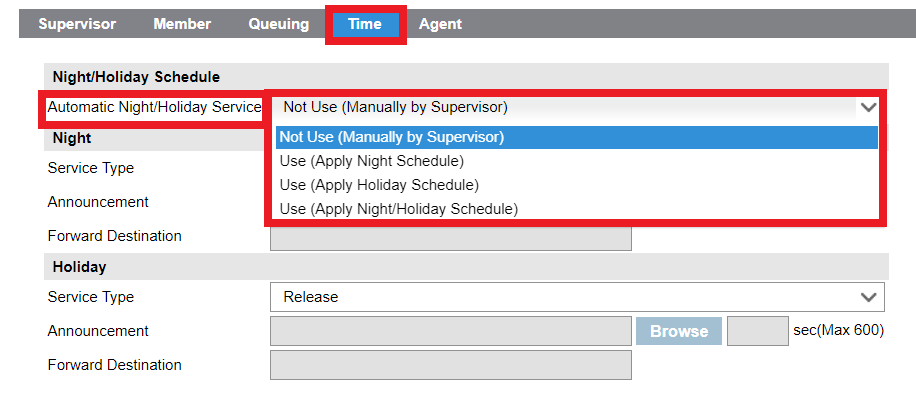 Supervisor Member Queuing Time Agent
Night/Holiday Schedule
Automatic Night/Holiday Service Not Use (Manually by Supervisor)
Night Not Use (Manually by Supervisor)
Use (Apply Night Schedule)
Service Type
Use (Apply Holiday Schedule)
Announcement Use (Apply Night/Holiday Schedule)
Forward Destination
Holiday
Service Type Release
Announcement Browse sec(Max 600)
Forward Destination